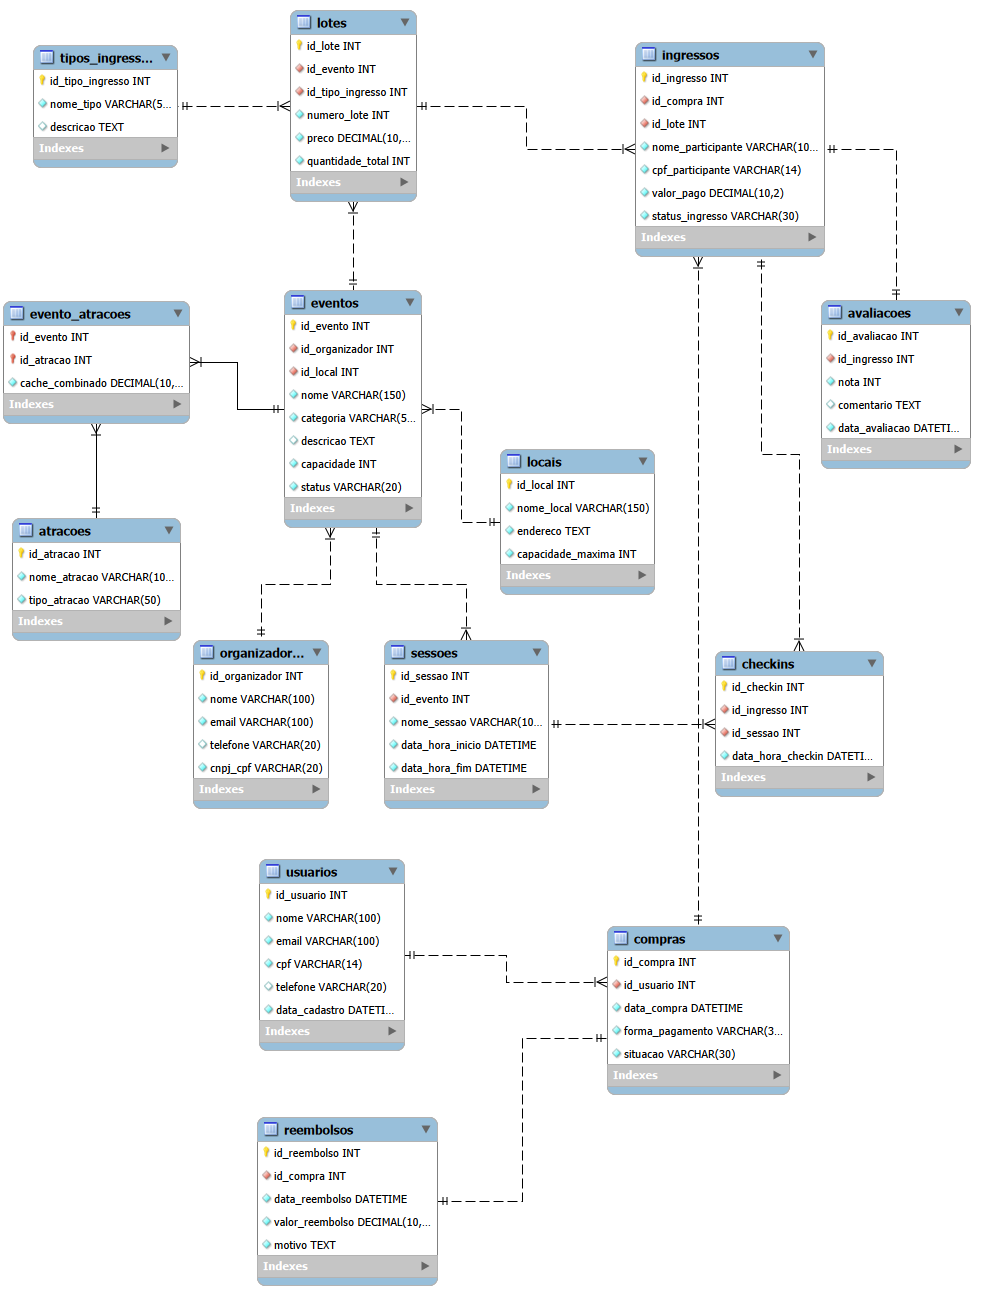 lotes
id_lote INT
id_evento INT
id_tipo_ingresso INT
numero_lote INT
preco DECIMAL(10,...
quantidade_total INT
Indexes
tipos_ingress...
id_tipo_ingresso INT
nome_tipo VARCHAR(5...
descricao TEXT
Indexes
ingressos
id_ingresso INT
id_compra INT
id_lote INT
nome_participante VARCHAR(10...
cpf_participante VARCHAR(14)
valor_pago DECIMAL(10,2)
status_ingresso VARCHAR(30)
Indexes
evento_atracoes
id_evento INT
id_atracao INT
cache_combinado DECIMAL(10,...
Indexes
eventos
id_evento INT
id_organizador INT
id_local INT
nome VARCHAR(150)
categoria VARCHAR(5...
descricao TEXT
capacidade INT
status VARCHAR(20)
Indexes
avaliacoes
id_avaliacao INT
id_ingresso INT
nota INT
comentario TEXT
data_avaliacao DATETI...
Indexes
locais
id_local INT
nome_local VARCHAR(150)
endereco TEXT
capacidade_maxima INT
Indexes
atracoes
id_atracao INT
nome_atracao VARCHAR(10...
tipo_atracao VARCHAR(50)
Indexes
organizador...
id_organizador INT
nome VARCHAR(100)
email VARCHAR(100)
telefone VARCHAR(20)
cnpj_cpf VARCHAR(20)
Indexes
sessoes
id_sessao INT
id_evento INT
nome_sessao VARCHAR(10...
data_hora_inicio DATETIME
data_hora_fim DATETIME
Indexes
checkins
id_checkin INT
id_ingresso INT
id_sessao INT
data_hora_checkin DATETI...
Indexes
usuarios
id_usuario INT
nome VARCHAR(100)
email VARCHAR(100)
cpf VARCHAR(14)
telefone VARCHAR(20)
data_cadastro DATETI...
Indexes
compras
id_compra INT
id_usuario INT
data_compra DATETIME
forma_pagamento VARCHAR(3...
situacao VARCHAR(30)
Indexes
reembolsos
id_reembolso INT
id_compra INT
data_reembolso DATETIME
valor_reembolso DECIMAL(10,...
motivo TEXT
Indexes